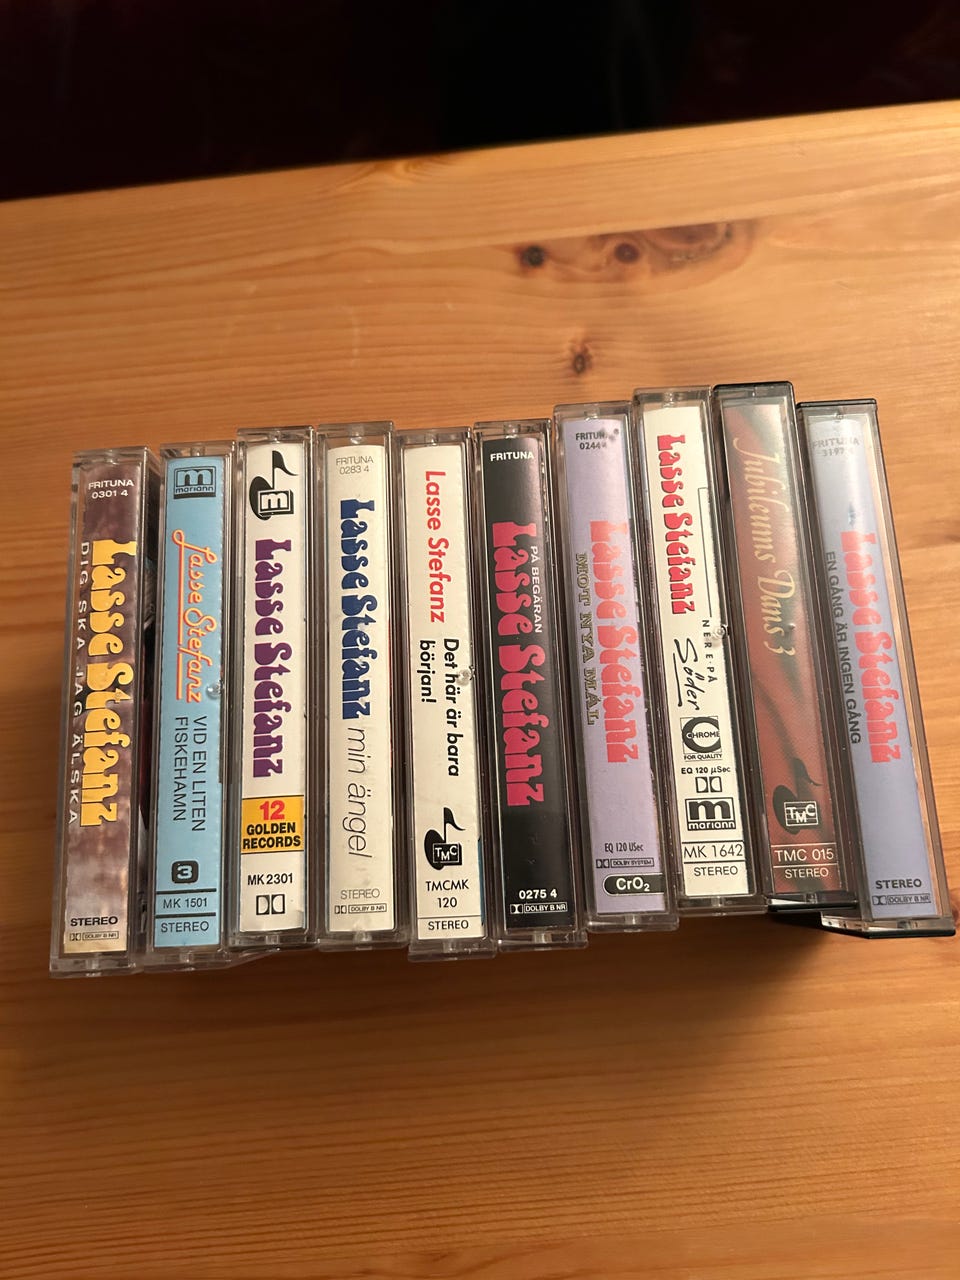 FRITUNA
0301 4
Lasse Stefanz
DIG SKA JAG ÄLSKA
STEREO
DOLBY B NR
m
mariann
Lasse Stefanz
VID EN LITEN
FISKEHAMN
3
MK 1501
STEREO
m
Lasse Stefanz
12
GOLDEN
RECORDS
MK 2301
FRITUNA
0283 4
Lasse Stefanz
min ängel
STEREO
DOLBY B NR
Lasse Stefanz
Det här är bara
början!
TMC
TMCMK
120
STEREO
FRITUNA
PÅ BEGÄRAN
Lasse Stefanz
0275 4
DOLBY B NR
FRITUNA
0244
Lasse Stefanz
MOT NYA MÅL
EQ 120 USec
DOLBY SYSTEM
CrO2
Lasse Stefanz
NERE PÅ
Söder
CHROME
FOR QUALITY
EQ 120 µSec
m
mariann
MK 1642
STEREO
Jubileums Dans 3
TMC
TMC 015
STEREO
FRITUNA
Lasse Stefanz
EN GÅNG ÄR INGEN GÅNG
STEREO
DOLBY B NR